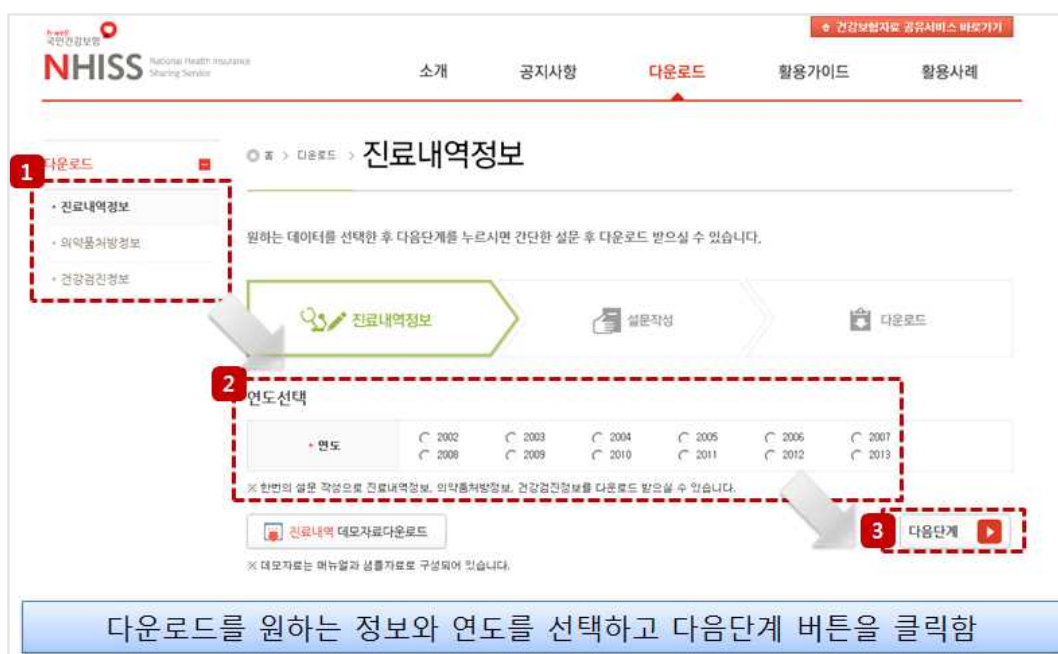 h-well
국민건강보험
건강보험자료 공유서비스 바로가기
NHISS National Health Insurance Sharing Service
소개 공지사항 다운로드 활용가이드 활용사례
1
다운로드
홈 > 다운로드 > 진료내역정보
• 진료내역정보
• 의약품처방정보
• 건강검진정보
원하는 데이터를 선택한 후 다음단계를 누르시면 간단한 설문 후 다운로드 받으실 수 있습니다.
진료내역정보 설문작성 다운로드
2
연도선택
• 연도
2002 2003 2004 2005 2006 2007
2008 2009 2010 2011 2012 2013
※ 한번의 설문 작성으로 진료내역정보, 의약품처방정보, 건강검진정보를 다운로드 받으실 수 있습니다.
진료내역 데모자료다운로드
3 다음단계
※ 데모자료는 매뉴얼과 샘플자료로 구성되어 있습니다.
다운로드를 원하는 정보와 연도를 선택하고 다음단계 버튼을 클릭함